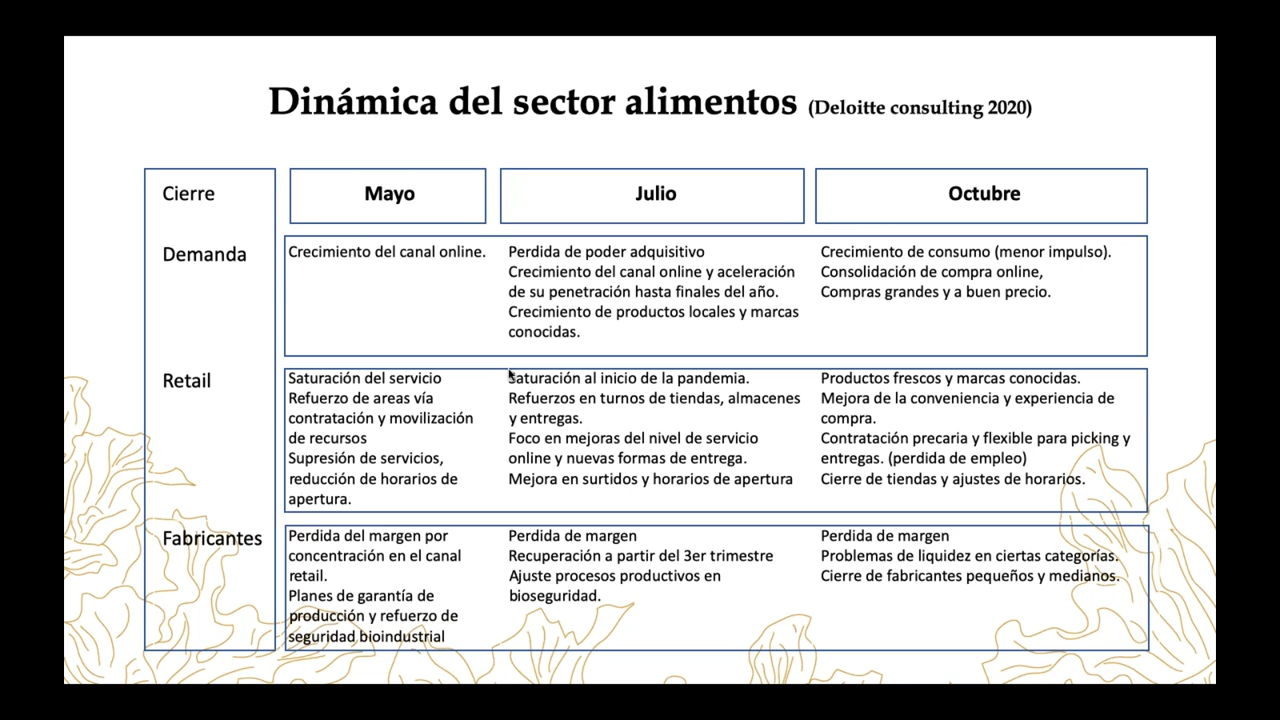 Dinámica del sector alimentos (Deloitte consulting 2020)
Cierre
Mayo
Julio
Octubre
Demanda
Crecimiento del canal online.
Perdida de poder adquisitivo
Crecimiento del canal online y aceleración
de su penetración hasta finales del año.
Crecimiento de productos locales y marcas
conocidas.
Crecimiento de consumo (menor impulso).
Consolidación de compra online,
Compras grandes y a buen precio.
Retail
Saturación del servicio
Refuerzo de areas vía
contratación y movilización
de recursos
Supresión de servicios,
reducción de horarios de
apertura.
Saturación al inicio de la pandemia.
Refuerzos en turnos de tiendas, almacenes
y entregas.
Foco en mejoras del nivel de servicio
online y nuevas formas de entrega.
Mejora en surtidos y horarios de apertura
Productos frescos y marcas conocidas.
Mejora de la conveniencia y experiencia de
compra.
Contratación precaria y flexible para picking y
entregas. (perdida de empleo)
Cierre de tiendas y ajustes de horarios.
Fabricantes
Perdida del margen por
concentración en el canal
retail.
Planes de garantía de
producción y refuerzo de
seguridad bioindustrial
Perdida de margen
Recuperación a partir del 3er trimestre
Ajuste procesos productivos en
bioseguridad.
Perdida de margen
Problemas de liquidez en ciertas categorías.
Cierre de fabricantes pequeños y medianos.